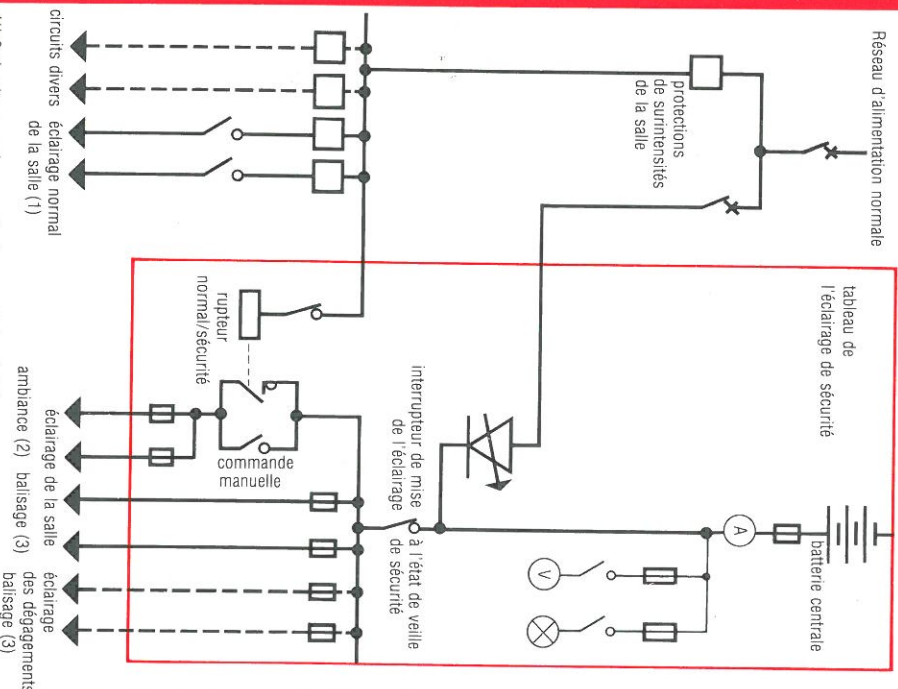 Réseau d'alimentation normale
protections
de surintensités
de la salle
tableau de
l'éclairage de sécurité
batterie centrale
A
V
interrupteur de mise à l'état de veille
de l'éclairage de sécurité
rupteur
normal/sécurité
commande
manuelle
circuits divers
éclairage normal
de la salle (1)
éclairage de la salle
ambiance (2) balisage (3)
éclairage
des dégagements
balisage (3)